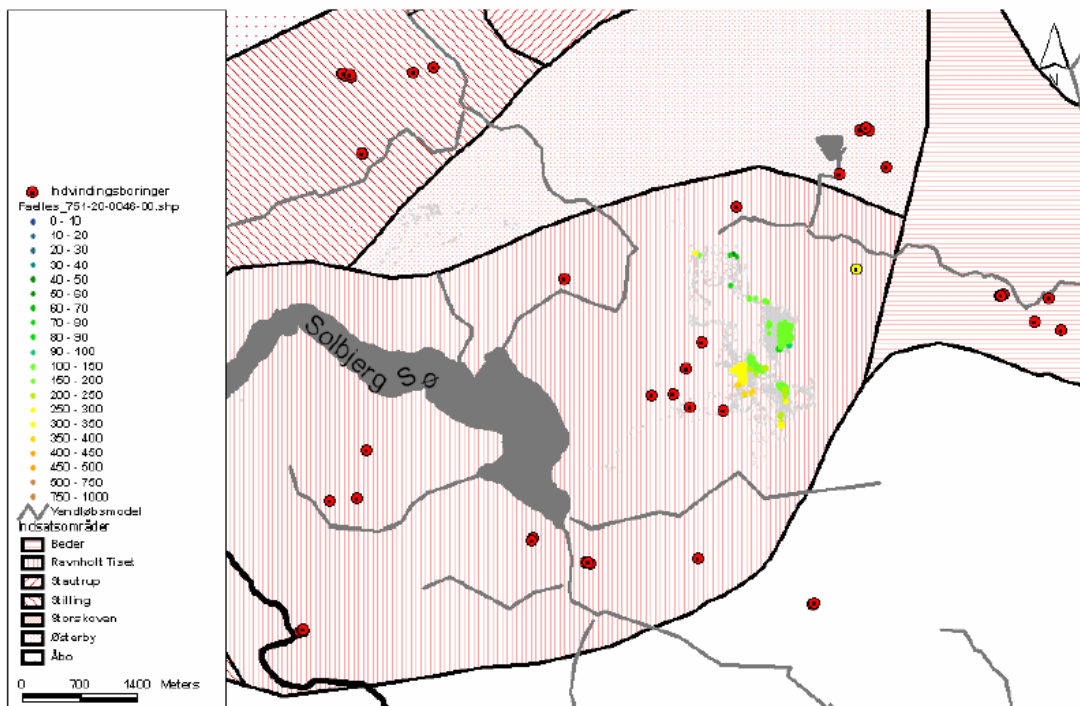 Indvindingsboringer
Faelles_751-20-0046-00.shp
0 - 10
10 - 20
20 - 30
30 - 40
40 - 50
50 - 60
60 - 70
70 - 80
80 - 90
90 - 100
100 - 150
150 - 200
200 - 250
250 - 300
300 - 350
350 - 400
400 - 450
450 - 500
500 - 750
750 - 1000
Vandløbsmodel
Indsatsområder
Beder
Ravnholt Tiset
Stautrup
Stilling
Storskoven
Østerby
Åbo
0 700 1400 Meters
Solbjerg Sø
N